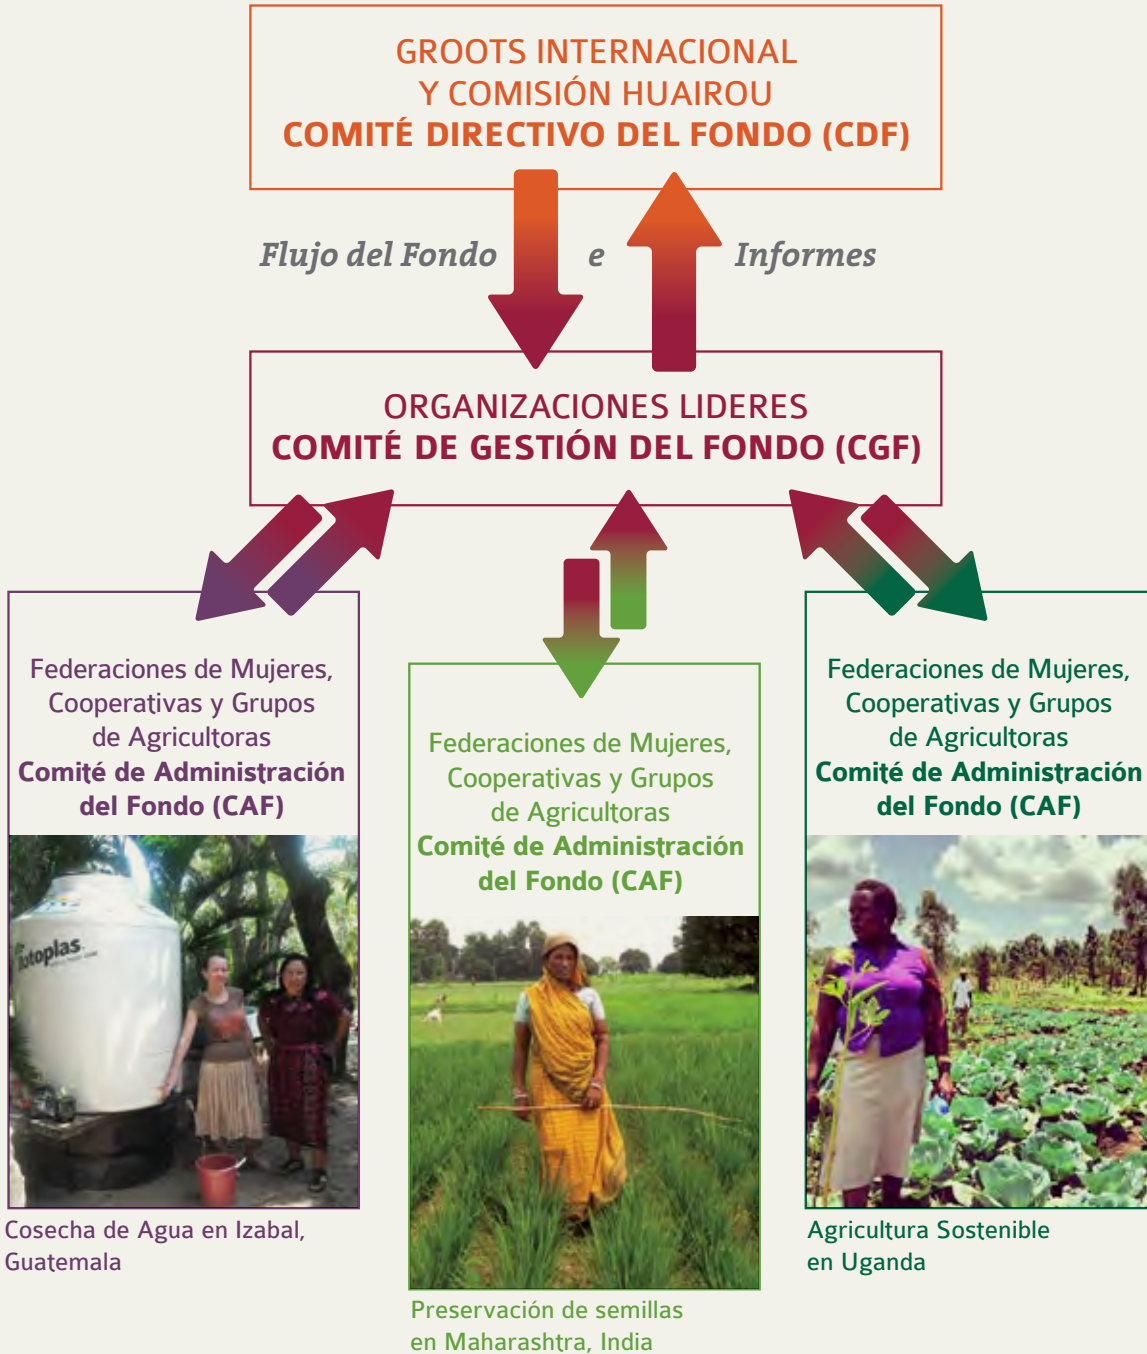 GROOTS INTERNACIONAL
Y COMISIÓN HUAIROU
COMITÉ DIRECTIVO DEL FONDO (CDF)
Flujo del Fondo e Informes
ORGANIZACIONES LIDERES
COMITÉ DE GESTIÓN DEL FONDO (CGF)
Federaciones de Mujeres,
Cooperativas y Grupos
de Agricultoras
Comité de Administración
del Fondo (CAF)
Rotoplas
Cosecha de Agua en Izabal,
Guatemala
Federaciones de Mujeres,
Cooperativas y Grupos
de Agricultoras
Comité de Administración
del Fondo (CAF)
Preservación de semillas
en Maharashtra, India
Federaciones de Mujeres,
Cooperativas y Grupos
de Agricultoras
Comité de Administración
del Fondo (CAF)
Agricultura Sostenible
en Uganda